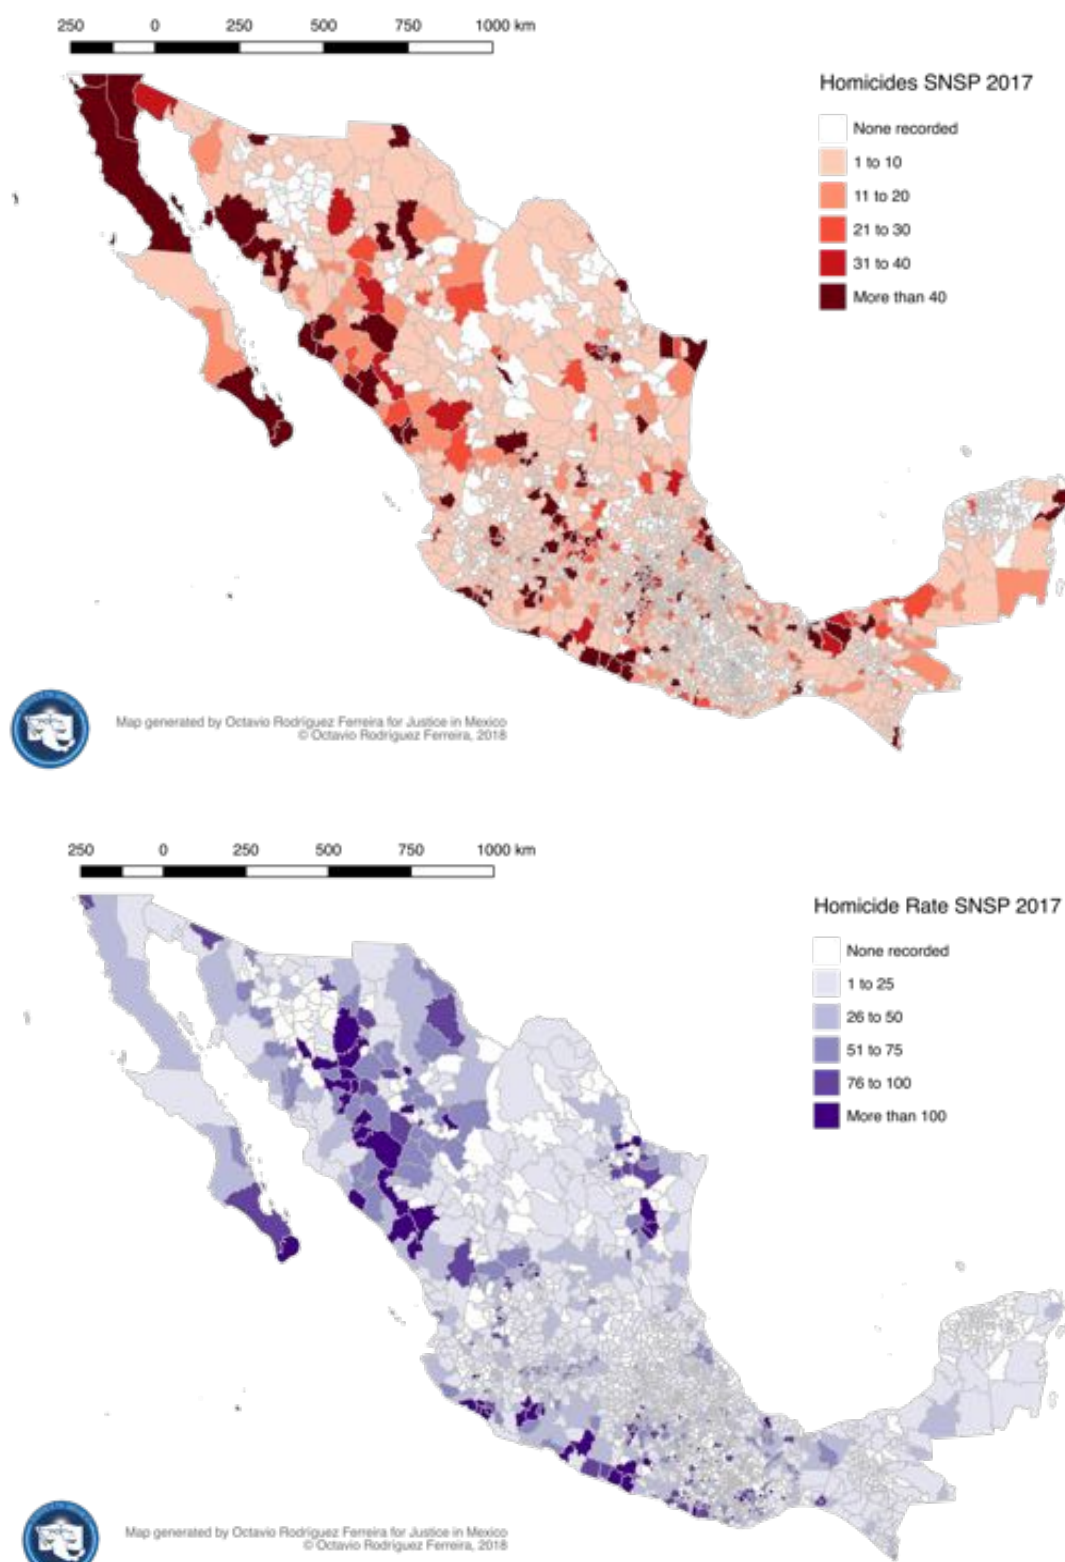 250 0 250 500 750 1000 km
Homicides SNSP 2017
None recorded
1 to 10
11 to 20
21 to 30
31 to 40
More than 40
Map generated by Octavio Rodríguez Ferreira for Justice in Mexico
© Octavio Rodríguez Ferreira, 2018
250 0 250 500 750 1000 km
Homicide Rate SNSP 2017
None recorded
1 to 25
26 to 50
51 to 75
76 to 100
More than 100
Map generated by Octavio Rodríguez Ferreira for Justice in Mexico
© Octavio Rodríguez Ferreira, 2018